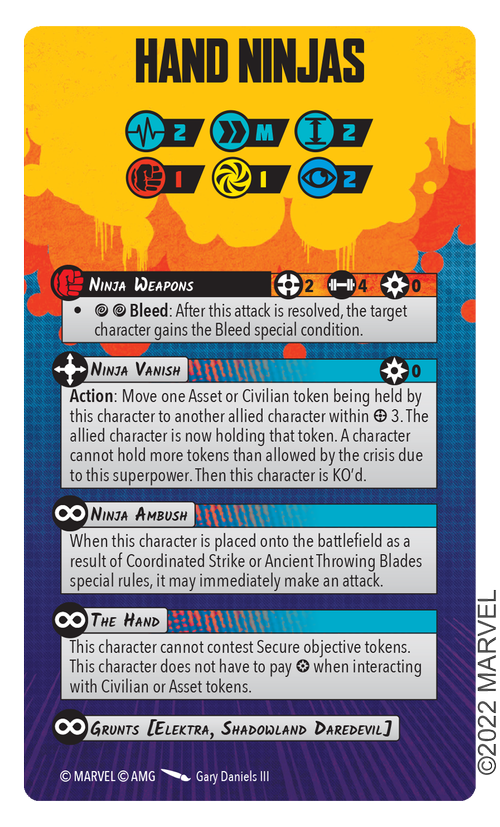 HAND NINJAS
2 M 2
1 1 2
NINJA WEAPONS 2 4 0
• Bleed: After this attack is resolved, the target
character gains the Bleed special condition.
NINJA VANISH 0
Action: Move one Asset or Civilian token being held by
this character to another allied character within 3. The
allied character is now holding that token. A character
cannot hold more tokens than allowed by the crisis due
to this superpower. Then this character is KO'd.
NINJA AMBUSH
When this character is placed onto the battlefield as a
result of Coordinated Strike or Ancient Throwing Blades
special rules, it may immediately make an attack.
THE HAND
This character cannot contest Secure objective tokens.
This character does not have to pay when interacting
with Civilian or Asset tokens.
GRUNTS [ELEKTRA, SHADOWLAND DAREDEVIL]
© MARVEL © AMG Gary Daniels III
©2022 MARVEL